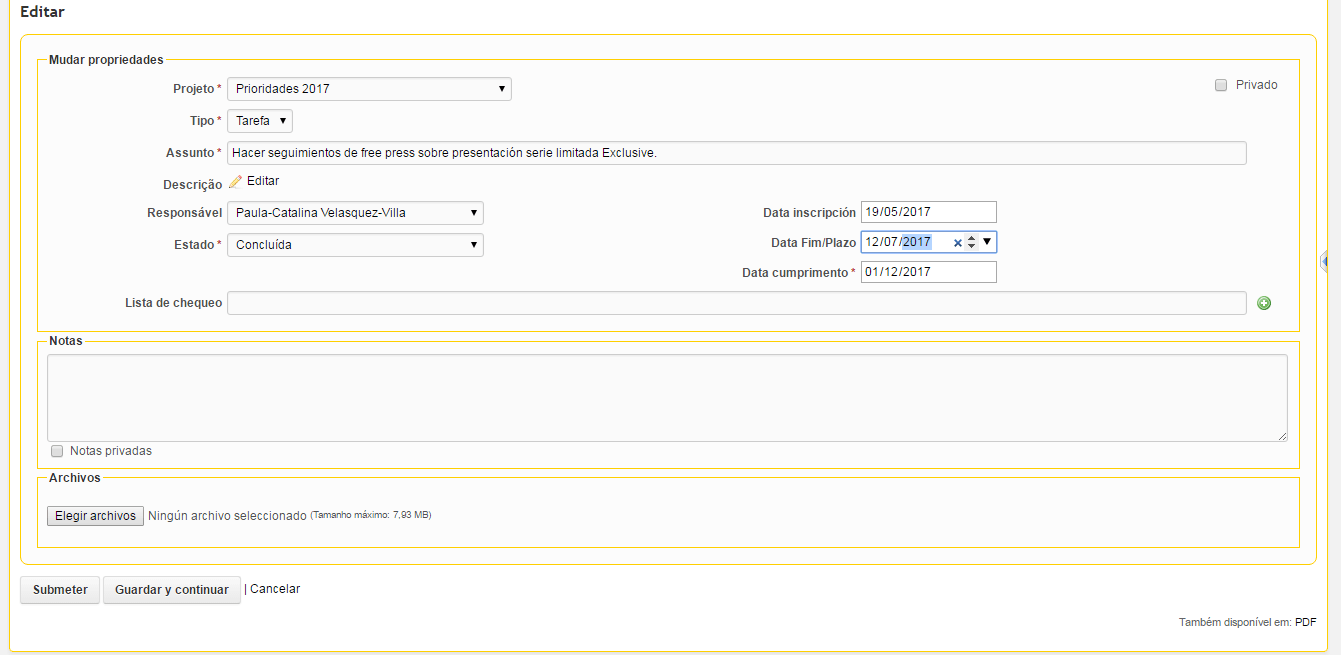 Editar
Mudar propriedades
Projeto * Prioridades 2017 Privado
Tipo * Tarefa
Assunto * Hacer seguimientos de free press sobre presentación serie limitada Exclusive.
Descrição Editar
Responsável Paula-Catalina Velasquez-Villa Data inscripción 19/05/2017
Estado * Concluída Data Fim/Plazo 12/07/2017
Data cumprimento * 01/12/2017
Lista de chequeo
Notas
Notas privadas
Archivos
Elegir archivos Ningún archivo seleccionado (Tamanho máximo: 7,93 MB)
Submeter Guardar y continuar | Cancelar
Também disponível em: PDF